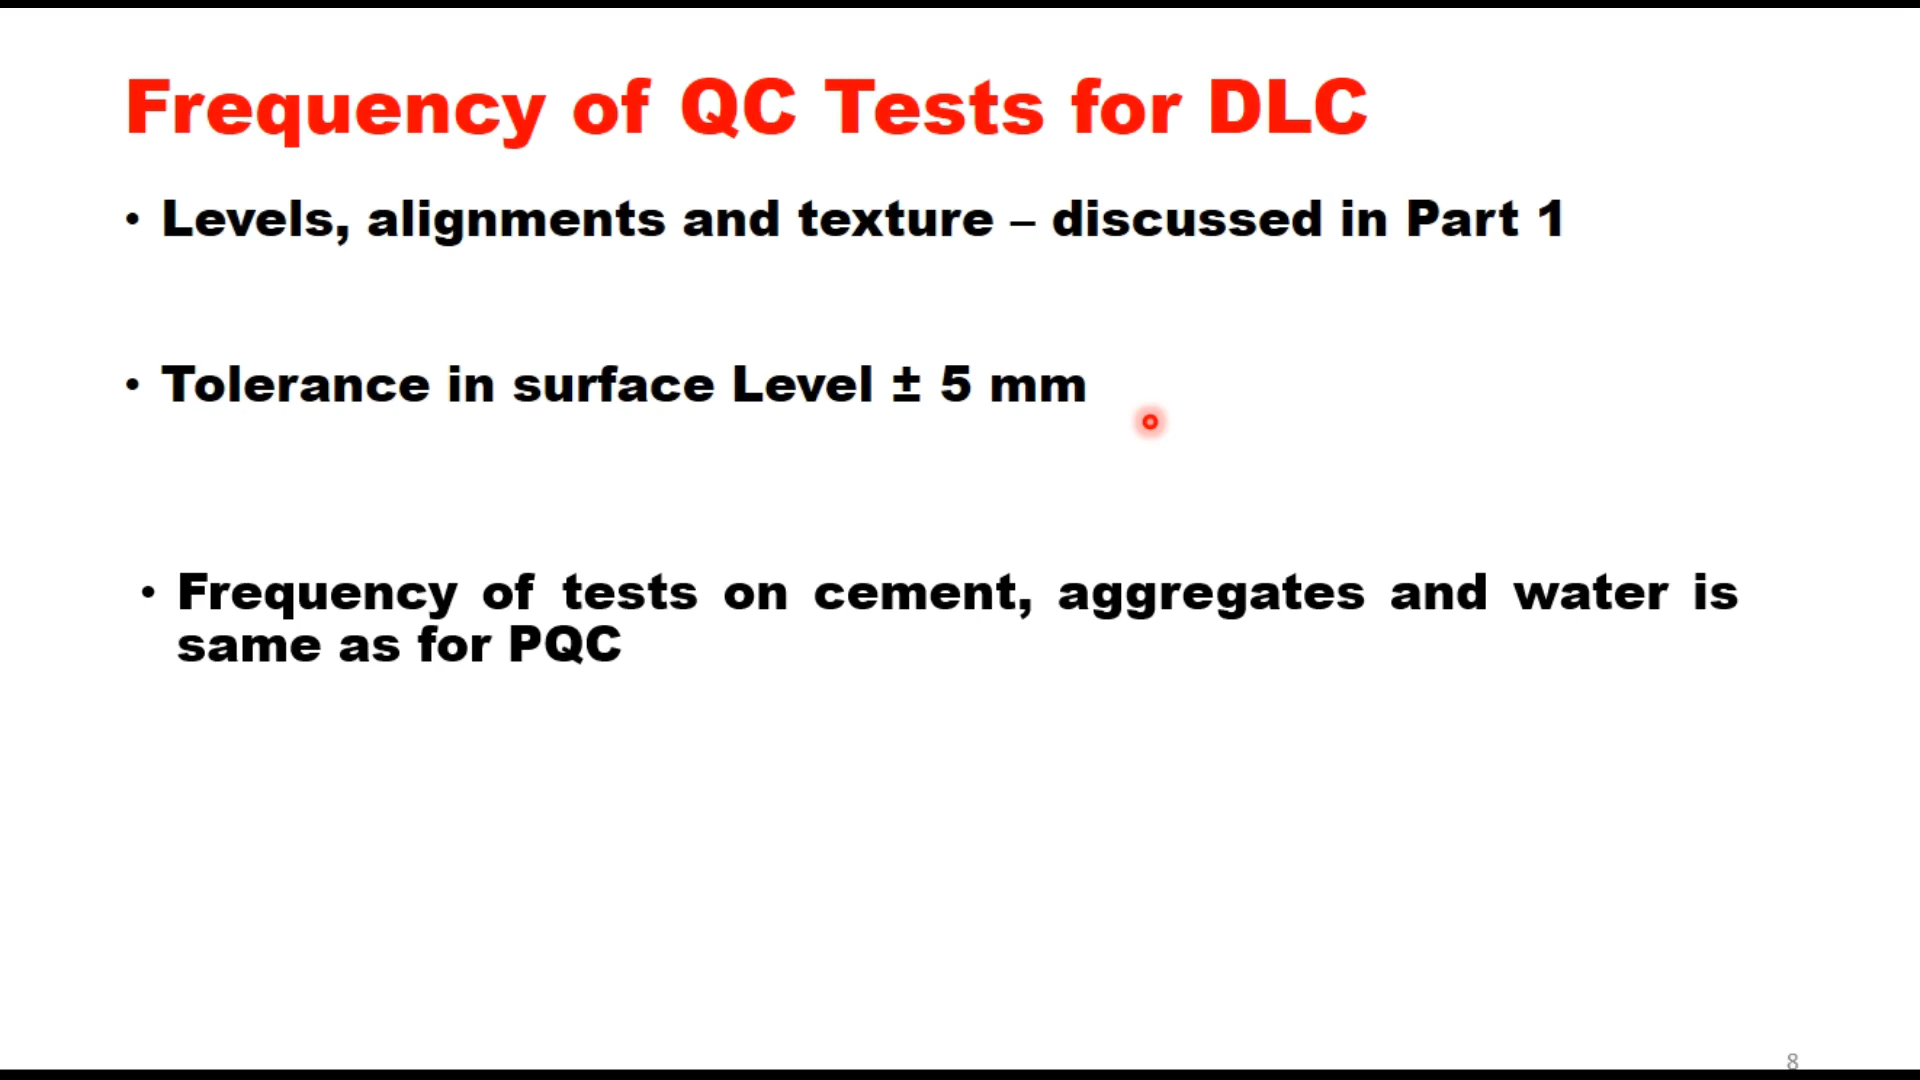 Frequency of QC Tests for DLC
• Levels, alignments and texture – discussed in Part 1
• Tolerance in surface Level ± 5 mm
• Frequency of tests on cement, aggregates and water is
same as for PQC
8